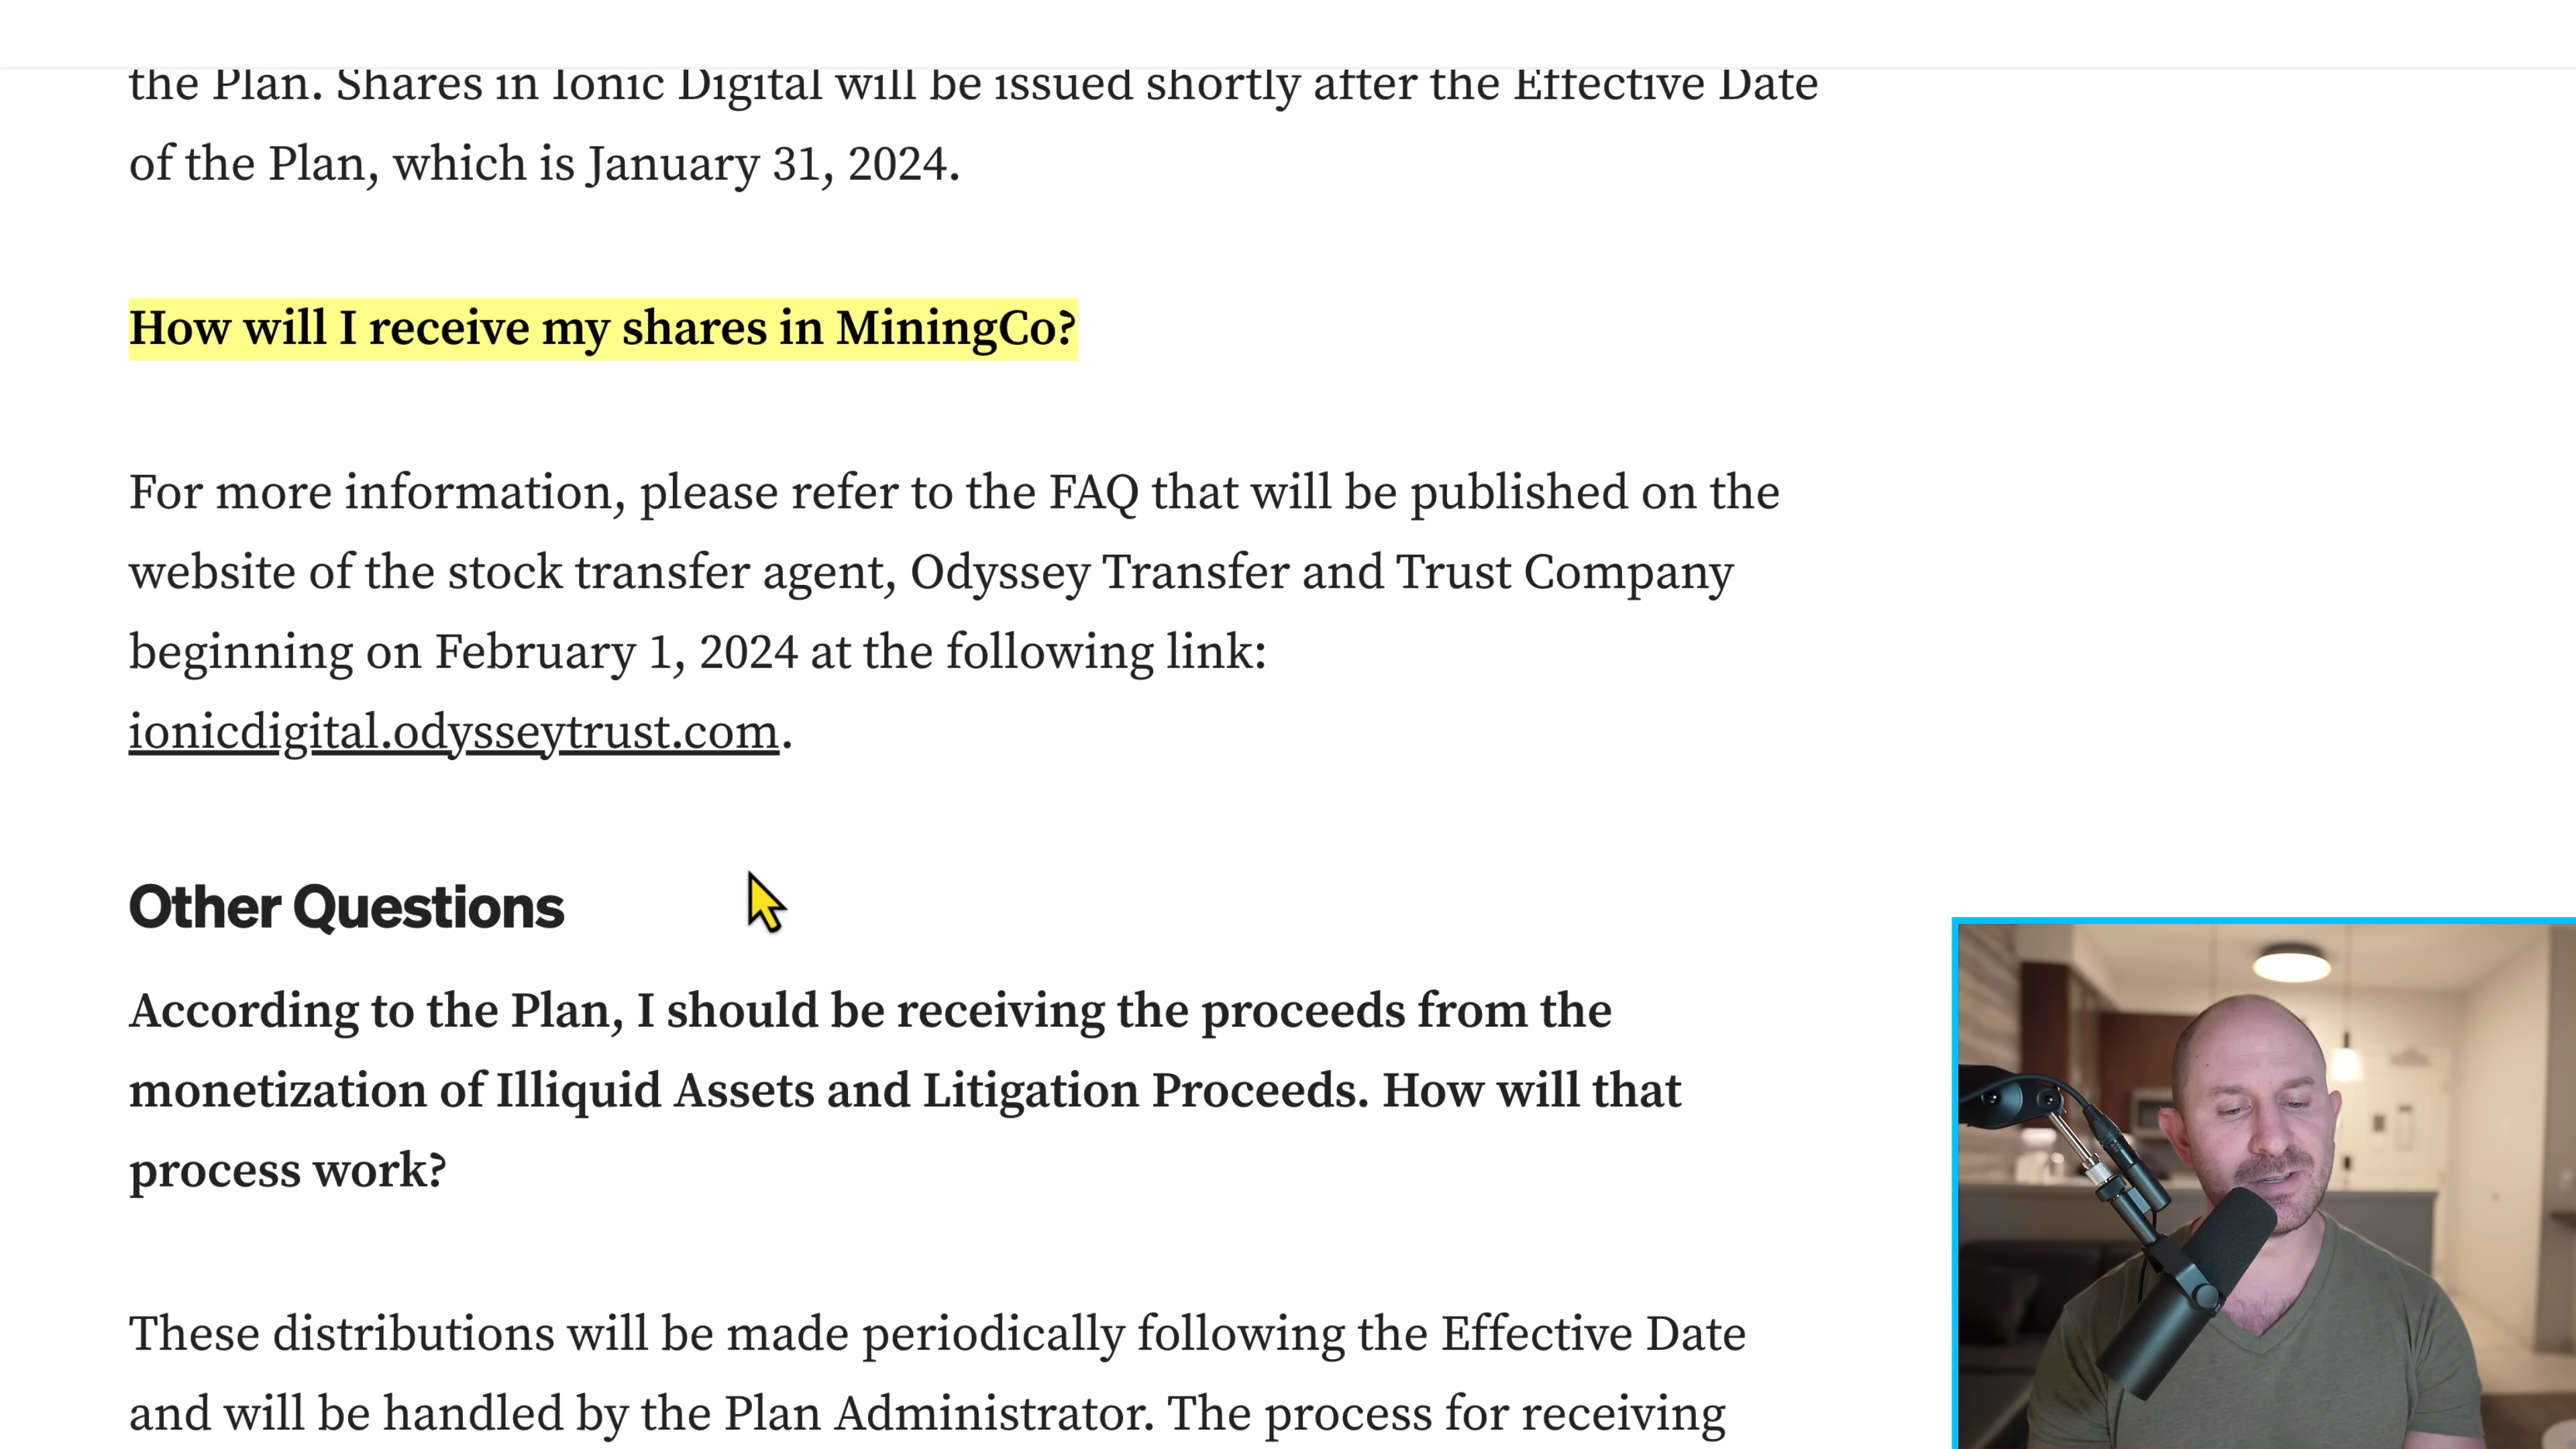 the Plan. Shares in Ionic Digital will be issued shortly after the Effective Date
of the Plan, which is January 31, 2024.
How will I receive my shares in MiningCo?
For more information, please refer to the FAQ that will be published on the
website of the stock transfer agent, Odyssey Transfer and Trust Company
beginning on February 1, 2024 at the following link:
ionicdigital.odysseytrust.com.
Other Questions
According to the Plan, I should be receiving the proceeds from the
monetization of Illiquid Assets and Litigation Proceeds. How will that
process work?
These distributions will be made periodically following the Effective Date
and will be handled by the Plan Administrator. The process for receiving